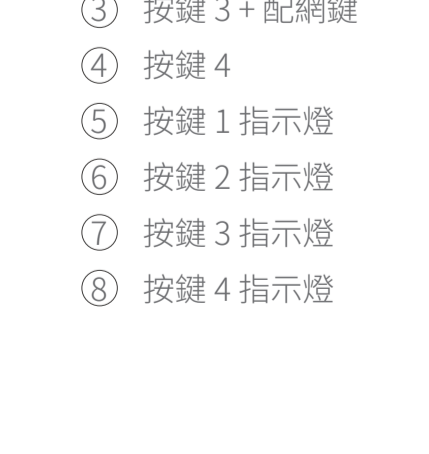 ③ 按鍵 3 + 配網鍵
④ 按鍵 4
⑤ 按鍵 1 指示燈
⑥ 按鍵 2 指示燈
⑦ 按鍵 3 指示燈
⑧ 按鍵 4 指示燈